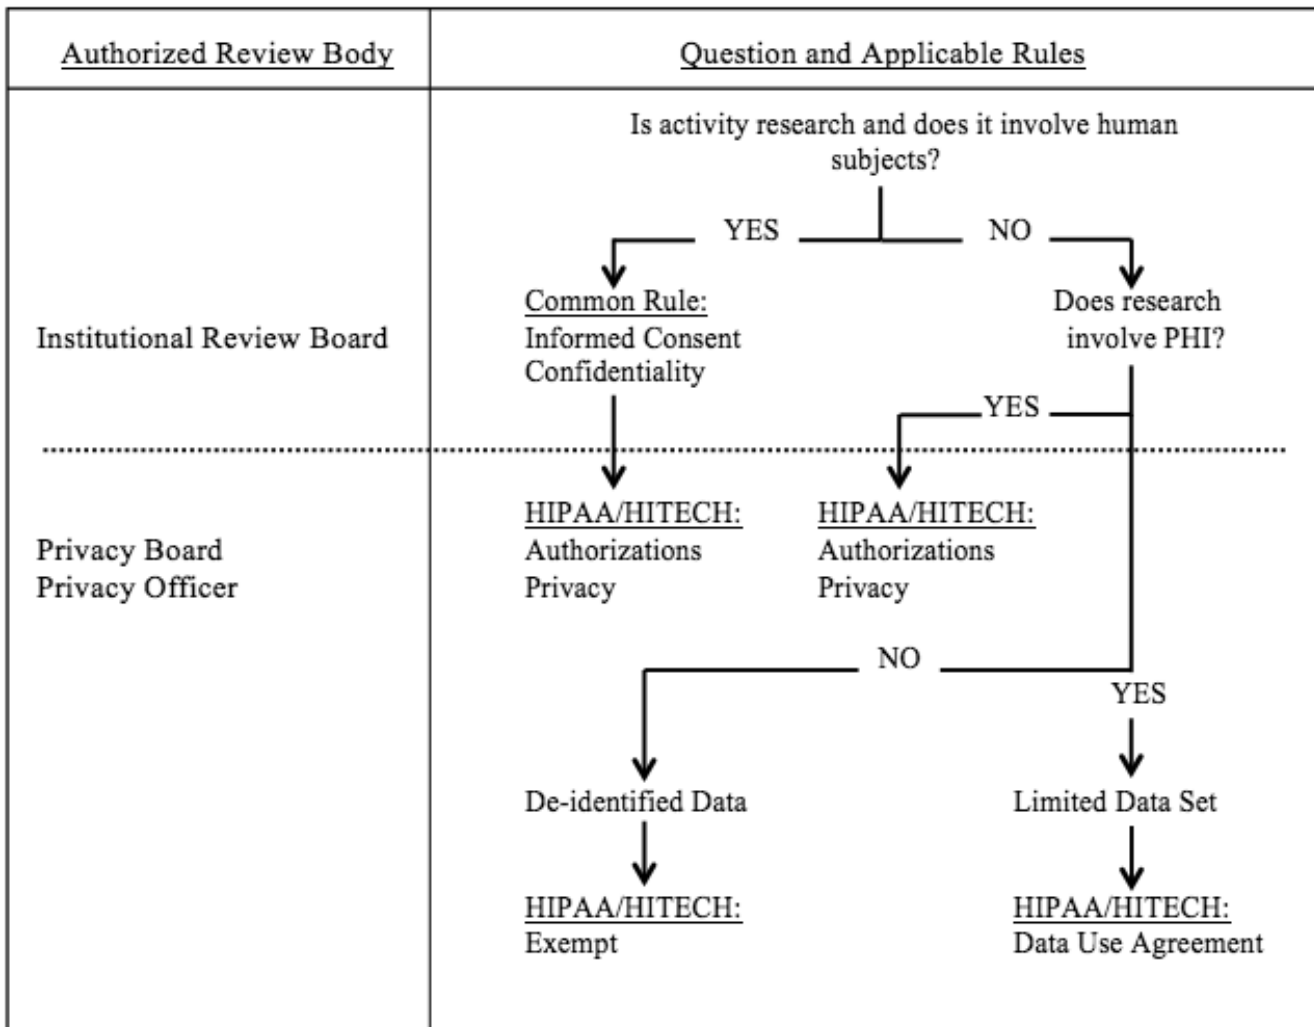 Authorized Review Body
Question and Applicable Rules
Is activity research and does it involve human
subjects?
YES
NO
Common Rule:
Informed Consent
Confidentiality
Does research
involve PHI?
Institutional Review Board
YES
HIPAA/HITECH:
Authorizations
Privacy
HIPAA/HITECH:
Authorizations
Privacy
Privacy Board
Privacy Officer
NO
YES
De-identified Data
Limited Data Set
HIPAA/HITECH:
Exempt
HIPAA/HITECH:
Data Use Agreement